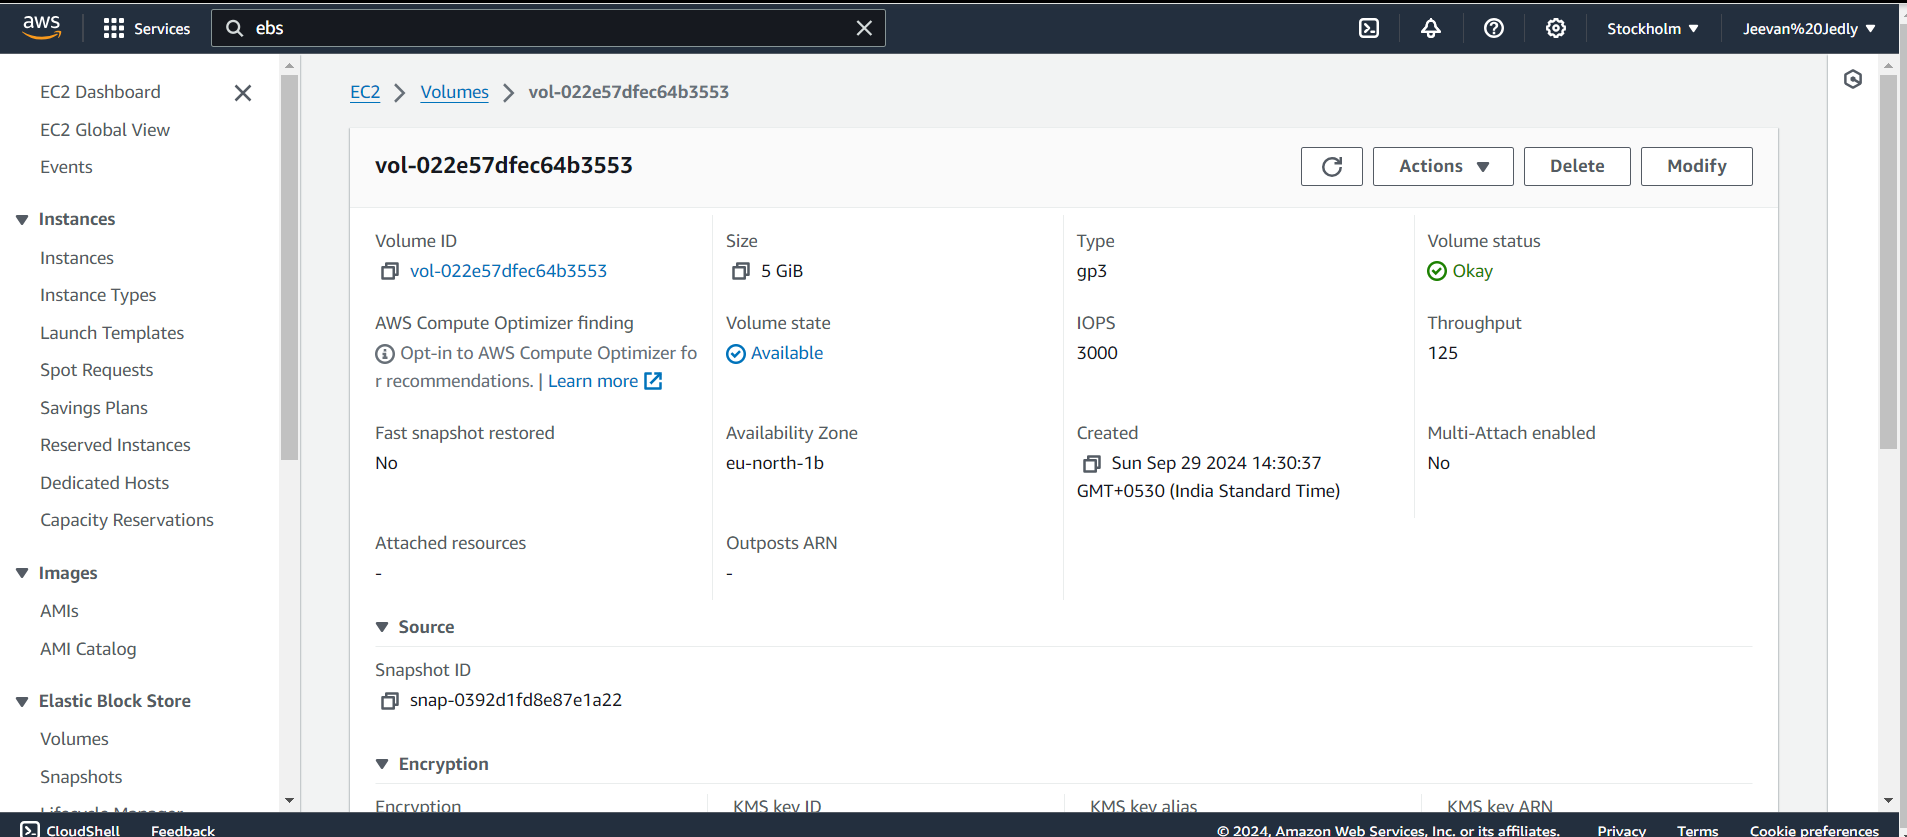 aws
Services
ebs
Stockholm ▼
Jeevan%20Jedly ▼
EC2 Dashboard
EC2 Global View
Events
Instances
Instances
Instance Types
Launch Templates
Spot Requests
Savings Plans
Reserved Instances
Dedicated Hosts
Capacity Reservations
Images
AMIs
AMI Catalog
Elastic Block Store
Volumes
Snapshots
Lifecycle Manager
EC2 > Volumes > vol-022e57dfec64b3553
vol-022e57dfec64b3553
Actions ▼
Delete
Modify
Volume ID
vol-022e57dfec64b3553
Size
5 GiB
Type
gp3
Volume status
Okay
AWS Compute Optimizer finding
Opt-in to AWS Compute Optimizer fo
r recommendations. | Learn more
Volume state
Available
IOPS
3000
Throughput
125
Fast snapshot restored
No
Availability Zone
eu-north-1b
Created
Sun Sep 29 2024 14:30:37
GMT+0530 (India Standard Time)
Multi-Attach enabled
No
Attached resources
-
Outposts ARN
-
Source
Snapshot ID
snap-0392d1fd8e87e1a22
Encryption
Encryption
KMS key ID
KMS key alias
KMS key ARN
CloudShell
Feedback
© 2024, Amazon Web Services, Inc. or its affiliates.
Privacy
Terms
Cookie preferences